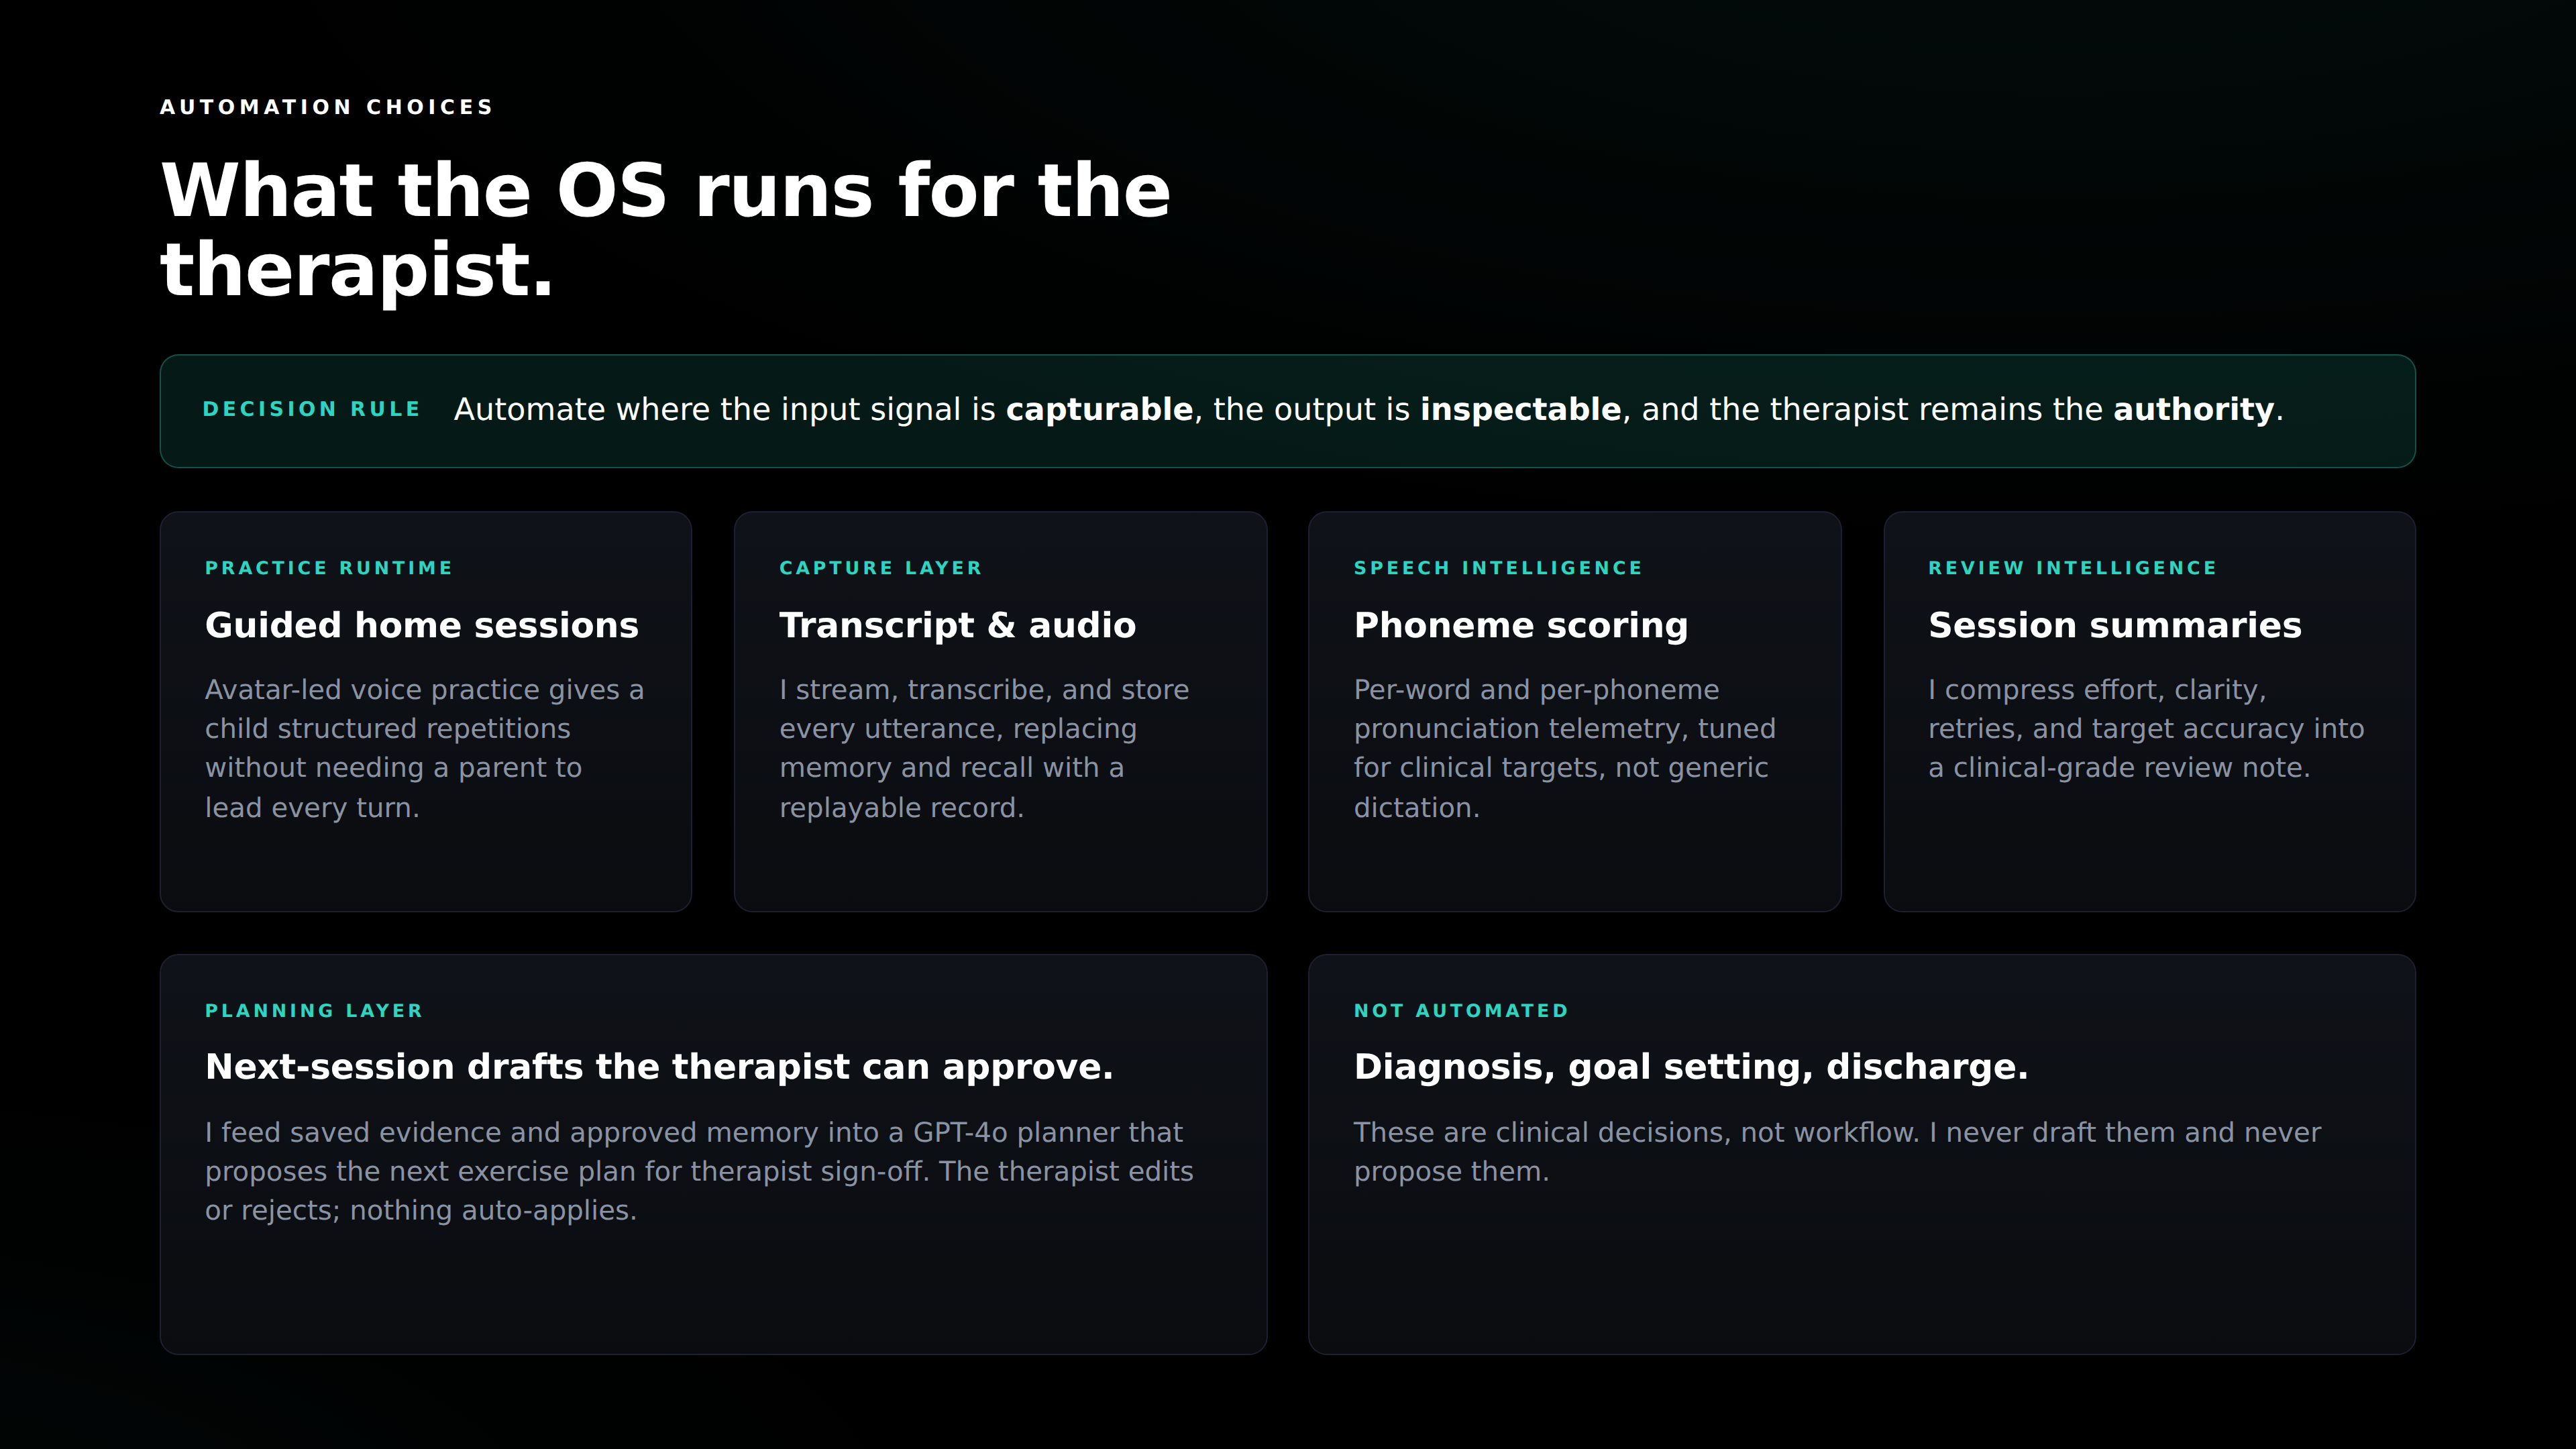 AUTOMATION CHOICES
What the OS runs for the
therapist.
DECISION RULE Automate where the input signal is capturable, the output is inspectable, and the therapist remains the authority.
PRACTICE RUNTIME
Guided home sessions
Avatar-led voice practice gives a
child structured repetitions
without needing a parent to
lead every turn.
CAPTURE LAYER
Transcript & audio
I stream, transcribe, and store
every utterance, replacing
memory and recall with a
replayable record.
SPEECH INTELLIGENCE
Phoneme scoring
Per-word and per-phoneme
pronunciation telemetry, tuned
for clinical targets, not generic
dictation.
REVIEW INTELLIGENCE
Session summaries
I compress effort, clarity,
retries, and target accuracy into
a clinical-grade review note.
PLANNING LAYER
Next-session drafts the therapist can approve.
I feed saved evidence and approved memory into a GPT-4o planner that
proposes the next exercise plan for therapist sign-off. The therapist edits
or rejects; nothing auto-applies.
NOT AUTOMATED
Diagnosis, goal setting, discharge.
These are clinical decisions, not workflow. I never draft them and never
propose them.